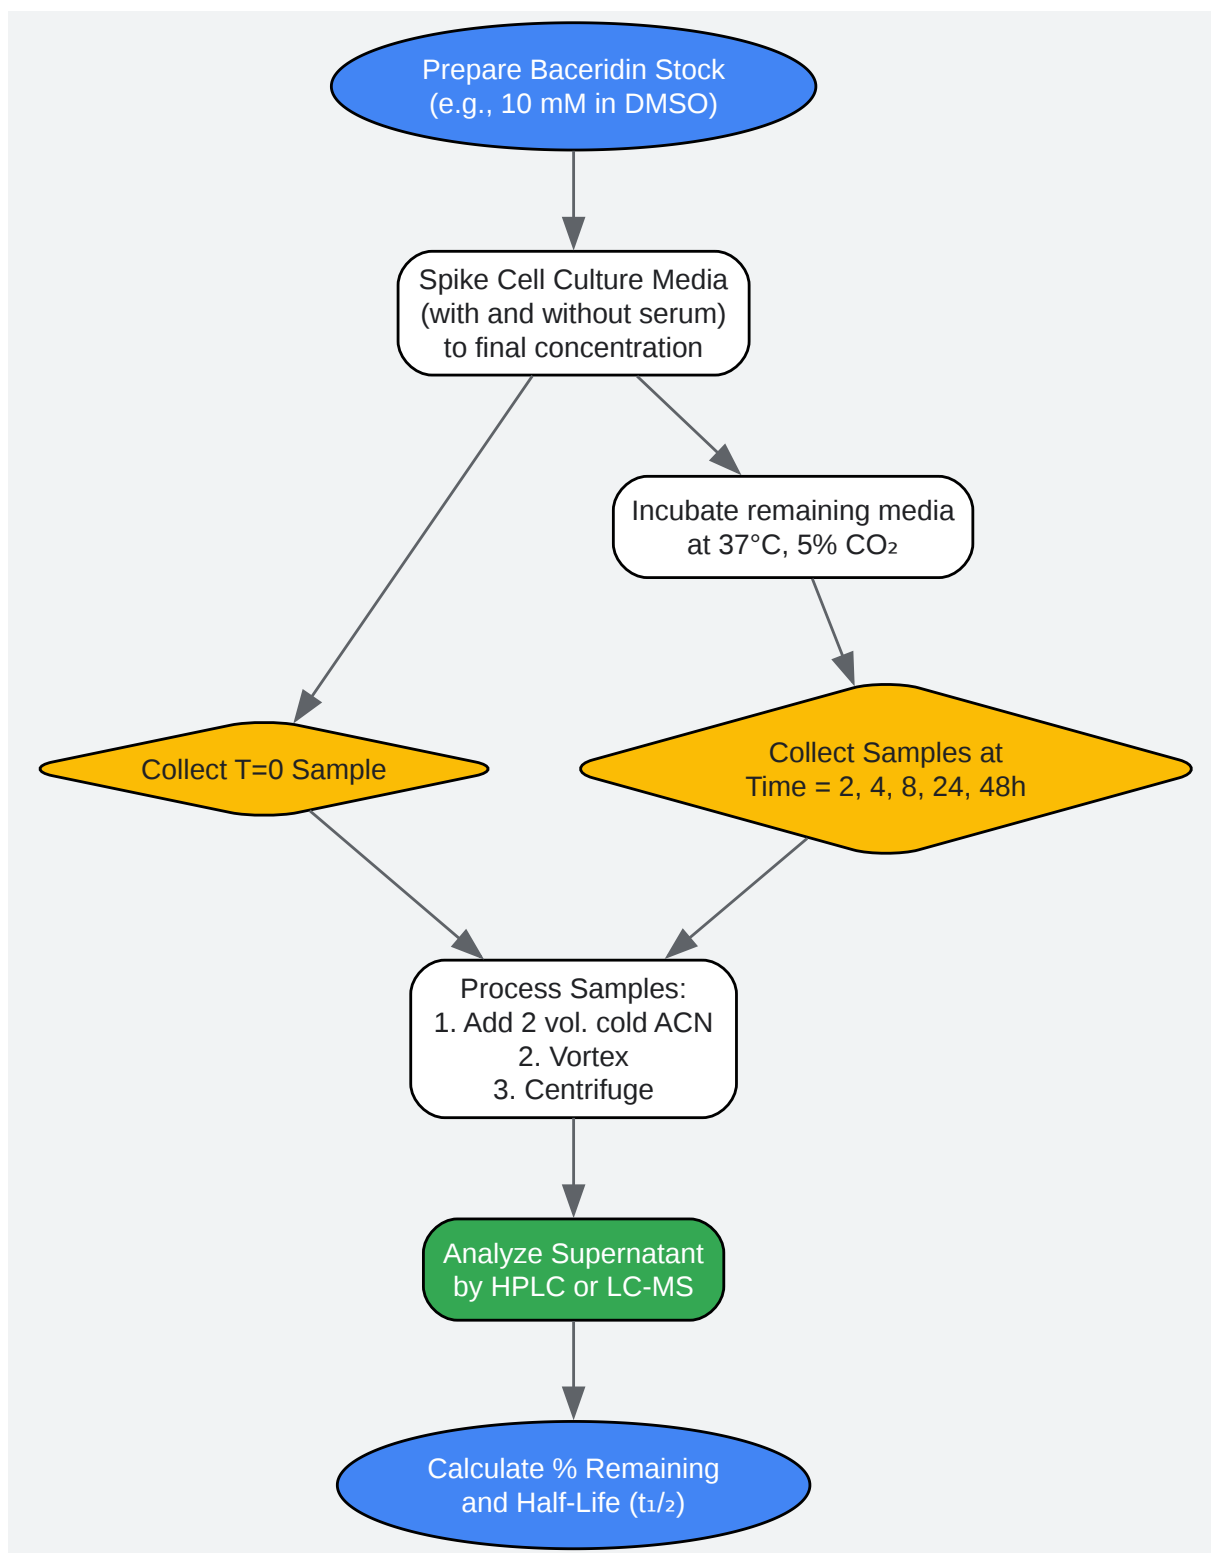 Prepare Baceridin Stock
(e.g., 10 mM in DMSO)
Spike Cell Culture Media
(with and without serum)
to final concentration
Incubate remaining media
at 37°C, 5% CO₂
Collect T=0 Sample
Collect Samples at
Time = 2, 4, 8, 24, 48h
Process Samples:
1. Add 2 vol. cold ACN
2. Vortex
3. Centrifuge
Analyze Supernatant
by HPLC or LC-MS
Calculate % Remaining
and Half-Life (t₁/₂)